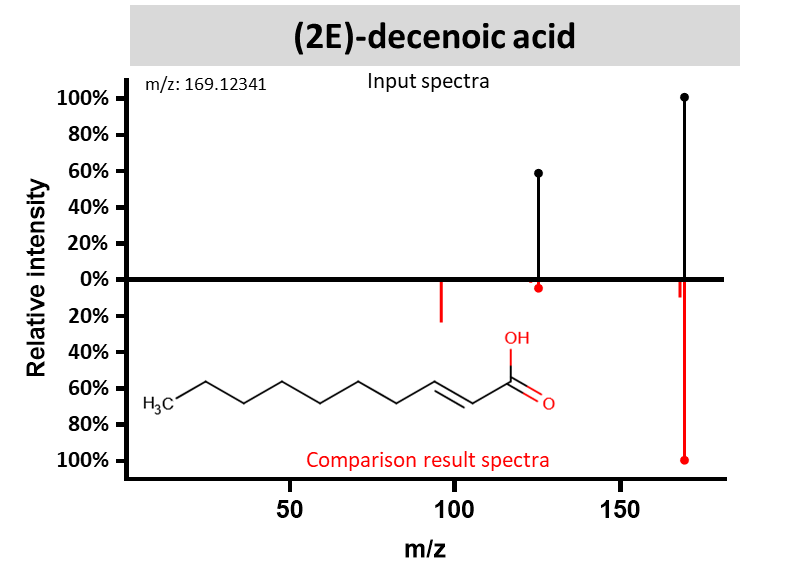 (2E)-decenoic acid
m/z: 169.12341
Input spectra
Relative intensity
100%
80%
60%
40%
20%
0%
20%
40%
60%
80%
100%
OH
H3C
O
Comparison result spectra
50 100 150
m/z